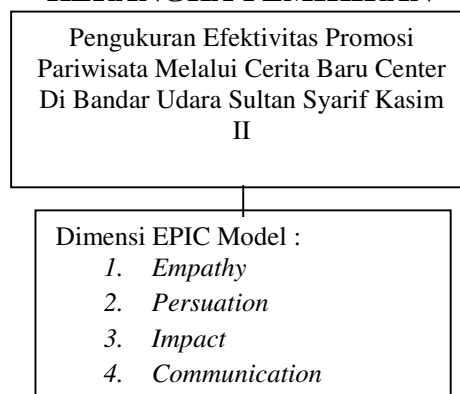 Pengukuran Efektivitas Promosi
Pariwisata Melalui Cerita Baru Center
Di Bandar Udara Sultan Syarif Kasim
II
Dimensi EPIC Model :
1. Empathy
2. Persuation
3. Impact
4. Communication